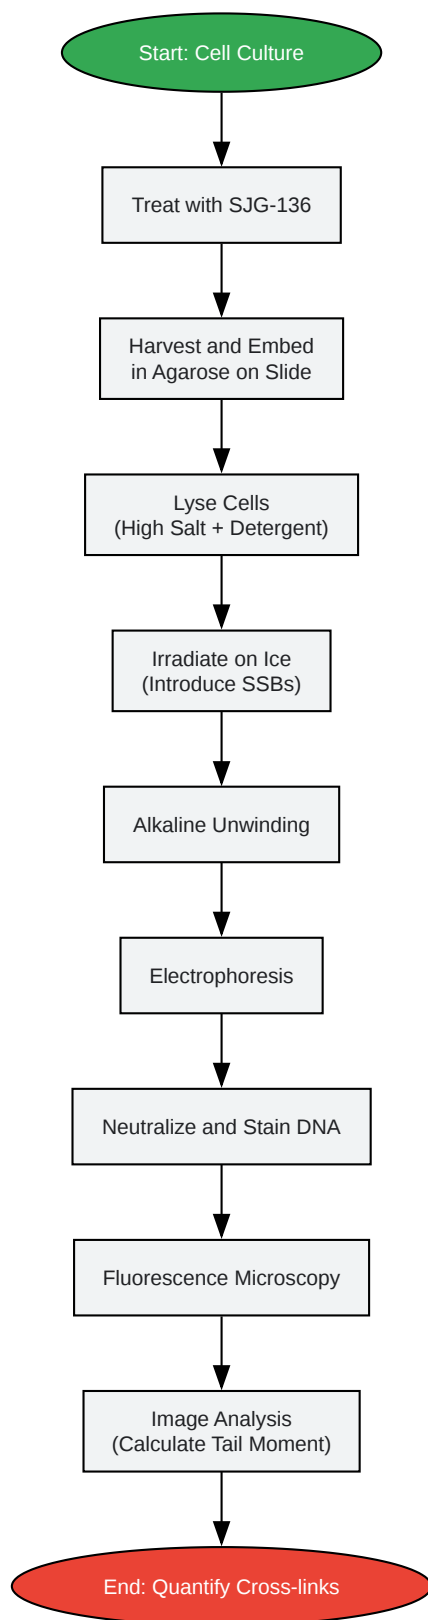 Start: Cell Culture
Treat with SJG-136
Harvest and Embed
in Agarose on Slide
Lyse Cells
(High Salt + Detergent)
Irradiate on Ice
(Introduce SSBs)
Alkaline Unwinding
Electrophoresis
Neutralize and Stain DNA
Fluorescence Microscopy
Image Analysis
(Calculate Tail Moment)
End: Quantify Cross-links